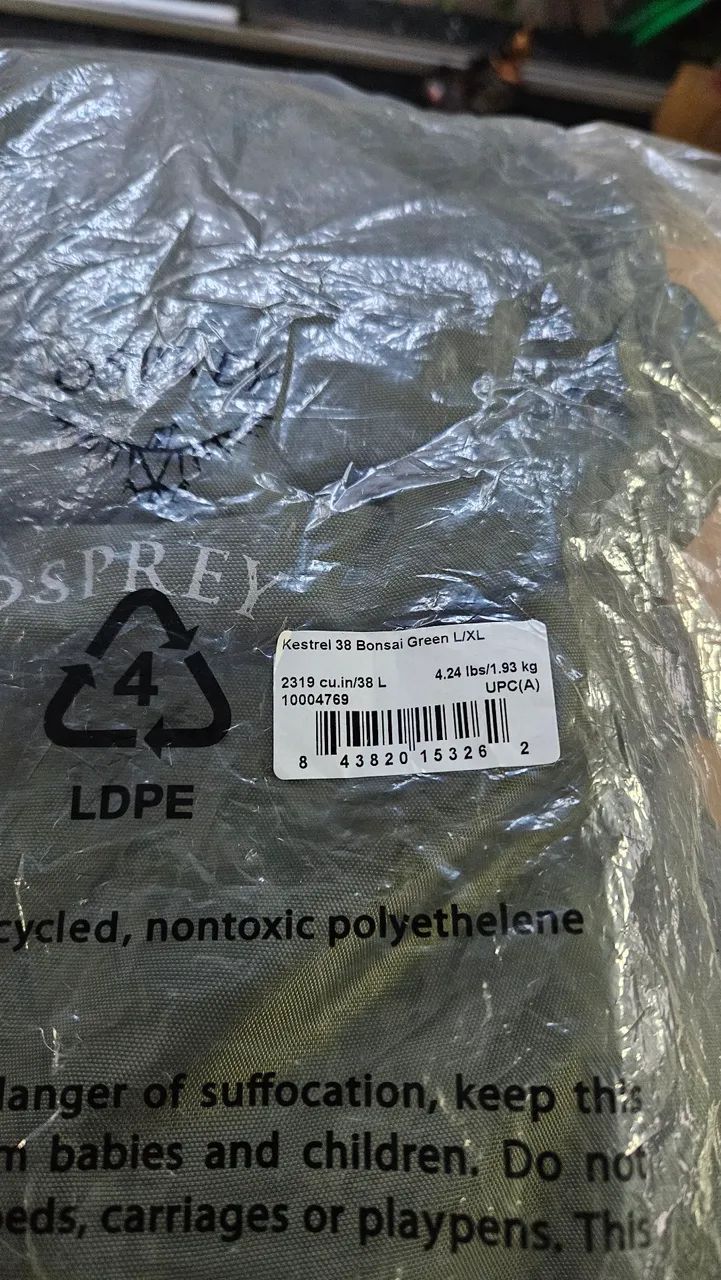 OSPREY
OSPREY
Kestrel 38 Bonsai Green L/XL
2319 cu.in/38 L 4.24 lbs/1.93 kg
10004769 UPC(A)
8 43820 15326 2
4
LDPE
cycled, nontoxic polyethelene
danger of suffocation, keep this
m babies and children. Do not
beds, carriages or playpens. This